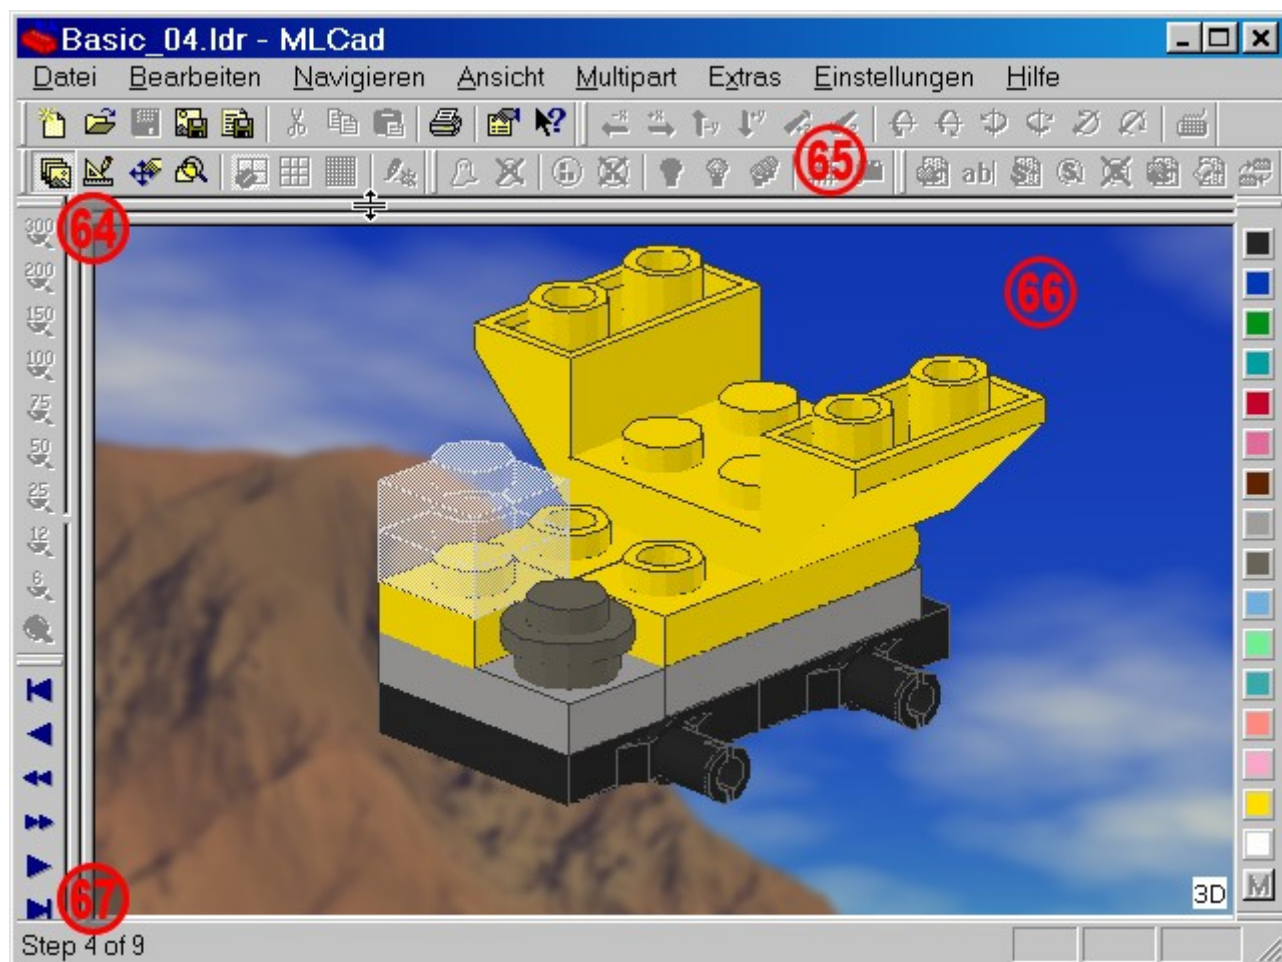 Basic_04.ldr - MLCad
Datei Bearbeiten Navigieren Ansicht Multipart Extras Einstellungen Hilfe
65
abl
64
300
200
66
150
100
75
50
25
12
6
67
3D
M
Step 4 of 9